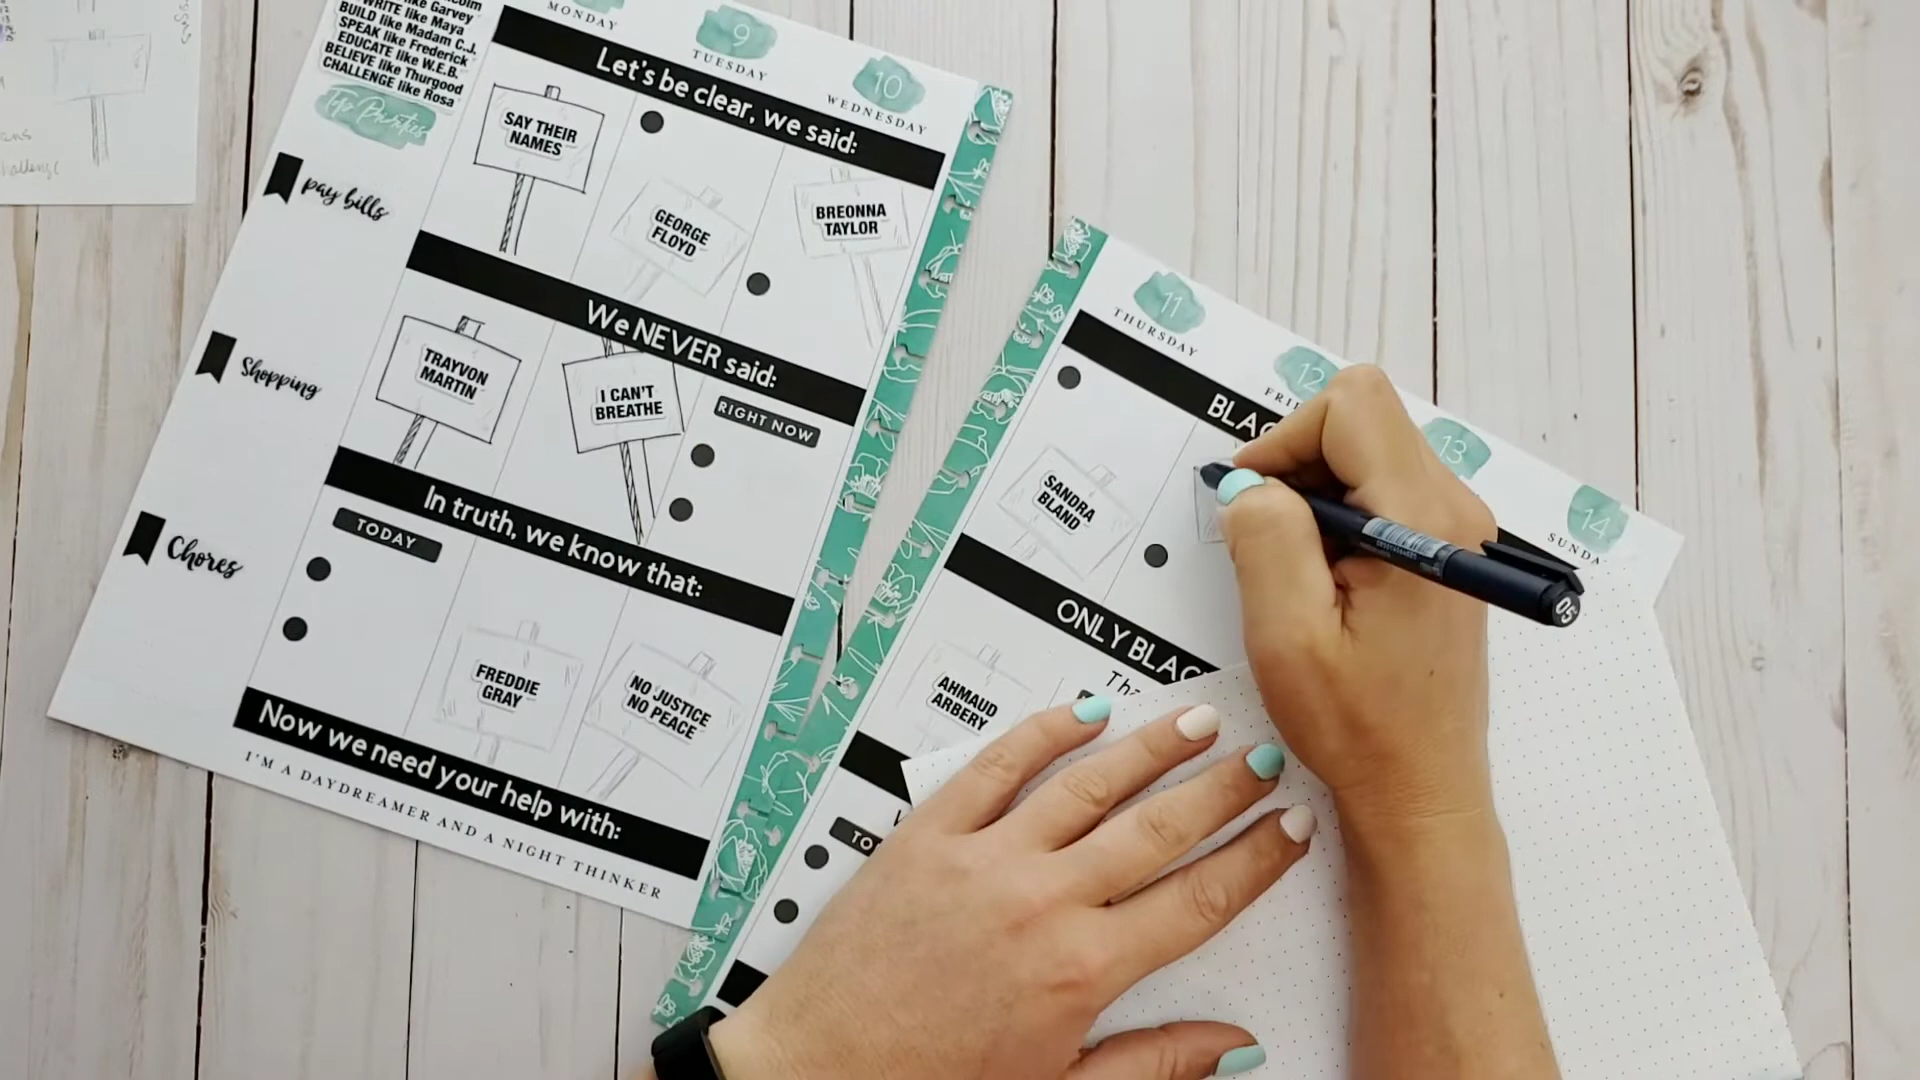 like Garvey
WRITE like Maya
BUILD like Madam C.J.
SPEAK like Frederick
EDUCATE like W.E.B.
BELIEVE like Thurgood
CHALLENGE like Rosa
Top Priorities
pay bills
Shopping
Chores
MONDAY
9
TUESDAY
10
WEDNESDAY
Let's be clear, we said:
SAY THEIR
NAMES
GEORGE
FLOYD
BREONNA
TAYLOR
We NEVER said:
TRAYVON
MARTIN
I CAN'T
BREATHE
RIGHT NOW
In truth, we know that:
TODAY
FREDDIE
GRAY
NO JUSTICE
NO PEACE
Now we need your help with:
I'M A DAYDREAMER AND A NIGHT THINKER
11
THURSDAY
12
13
14
SANDRA
BLAND
AHMAUD
ARBERY
05